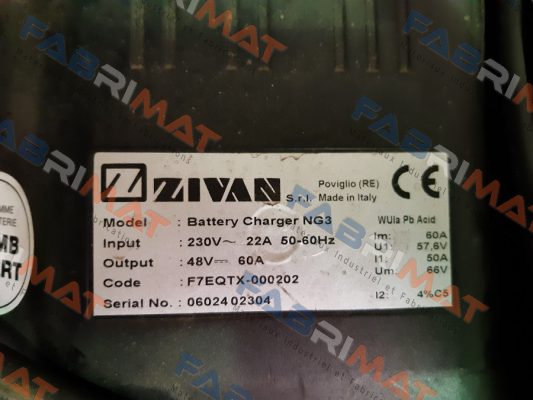 ZIVAN S.r.l.
Poviglio (RE)
Made in Italy
CE
Model : Battery Charger NG3
Input : 230V~ 22A 50-60Hz
Output : 48V⎓ 60A
Code : F7EQTX-000202
Serial No. : 0602402304
WUIa Pb Acid
Im: 60A
U1: 57,6V
I1: 50A
Um: 66V
I2: 4%C5
FABRIMAT
FABRIMAT
FABRIMAT
FABRIMAT
FABRIMAT
FABRIMAT